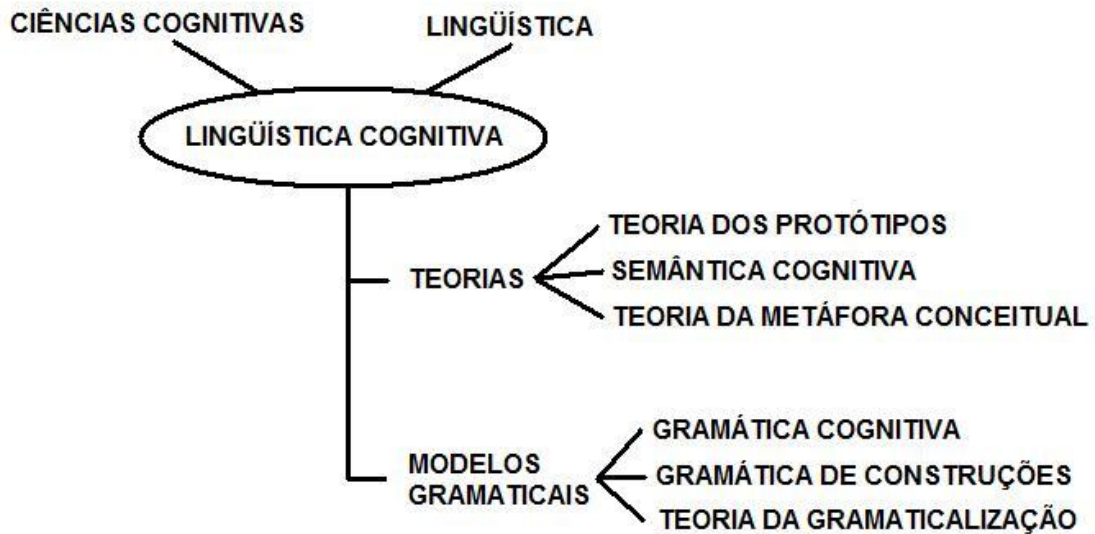 CIÊNCIAS COGNITIVAS
LINGÜÍSTICA
LINGÜÍSTICA COGNITIVA
TEORIAS
TEORIA DOS PROTÓTIPOS
SEMÂNTICA COGNITIVA
TEORIA DA METÁFORA CONCEITUAL
MODELOS
GRAMATICAIS
GRAMÁTICA COGNITIVA
GRAMÁTICA DE CONSTRUÇÕES
TEORIA DA GRAMATICALIZAÇÃO